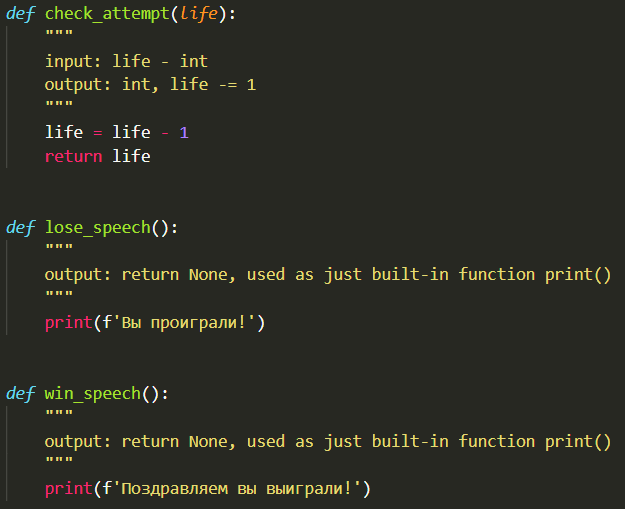 def check_attempt(life):
    """
    input: life - int
    output: int, life -= 1
    """
    life = life - 1
    return life
def lose_speech():
    """
    output: return None, used as just built-in function print()
    """
    print(f'Вы проиграли!')
def win_speech():
    """
    output: return None, used as just built-in function print()
    """
    print(f'Поздравляем вы выиграли!')